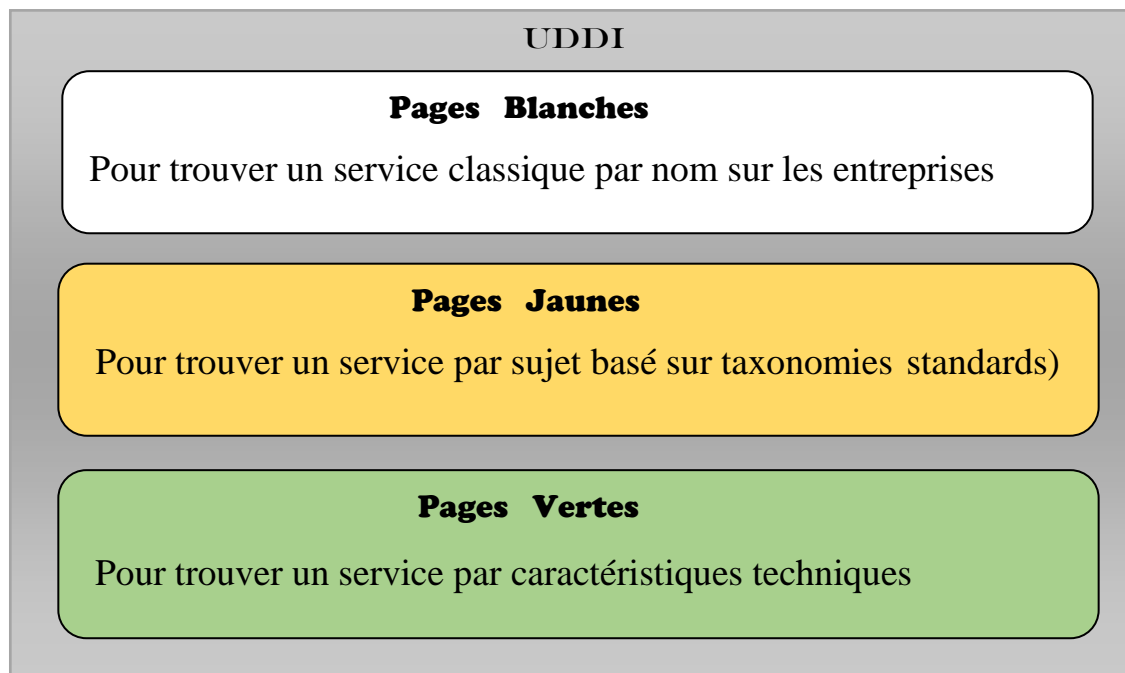 UDDI
Pages Blanches
Pour trouver un service classique par nom sur les entreprises
Pages Jaunes
Pour trouver un service par sujet basé sur taxonomies standards)
Pages Vertes
Pour trouver un service par caractéristiques techniques